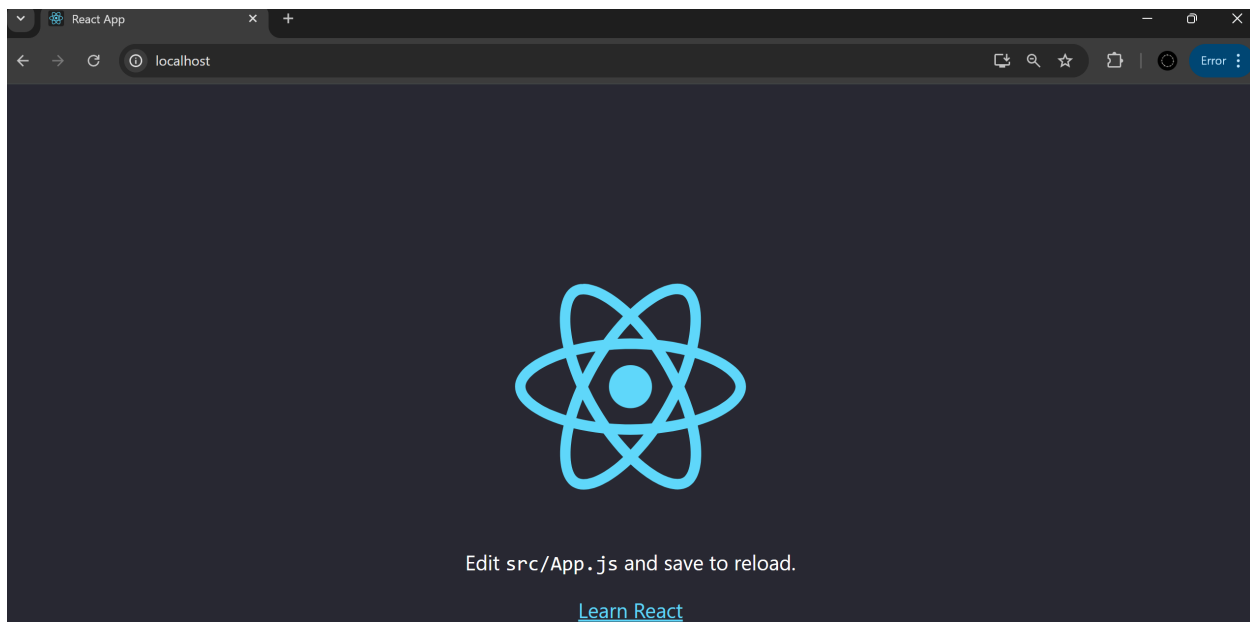 React App
localhost
Error
Edit src/App.js and save to reload.
Learn React